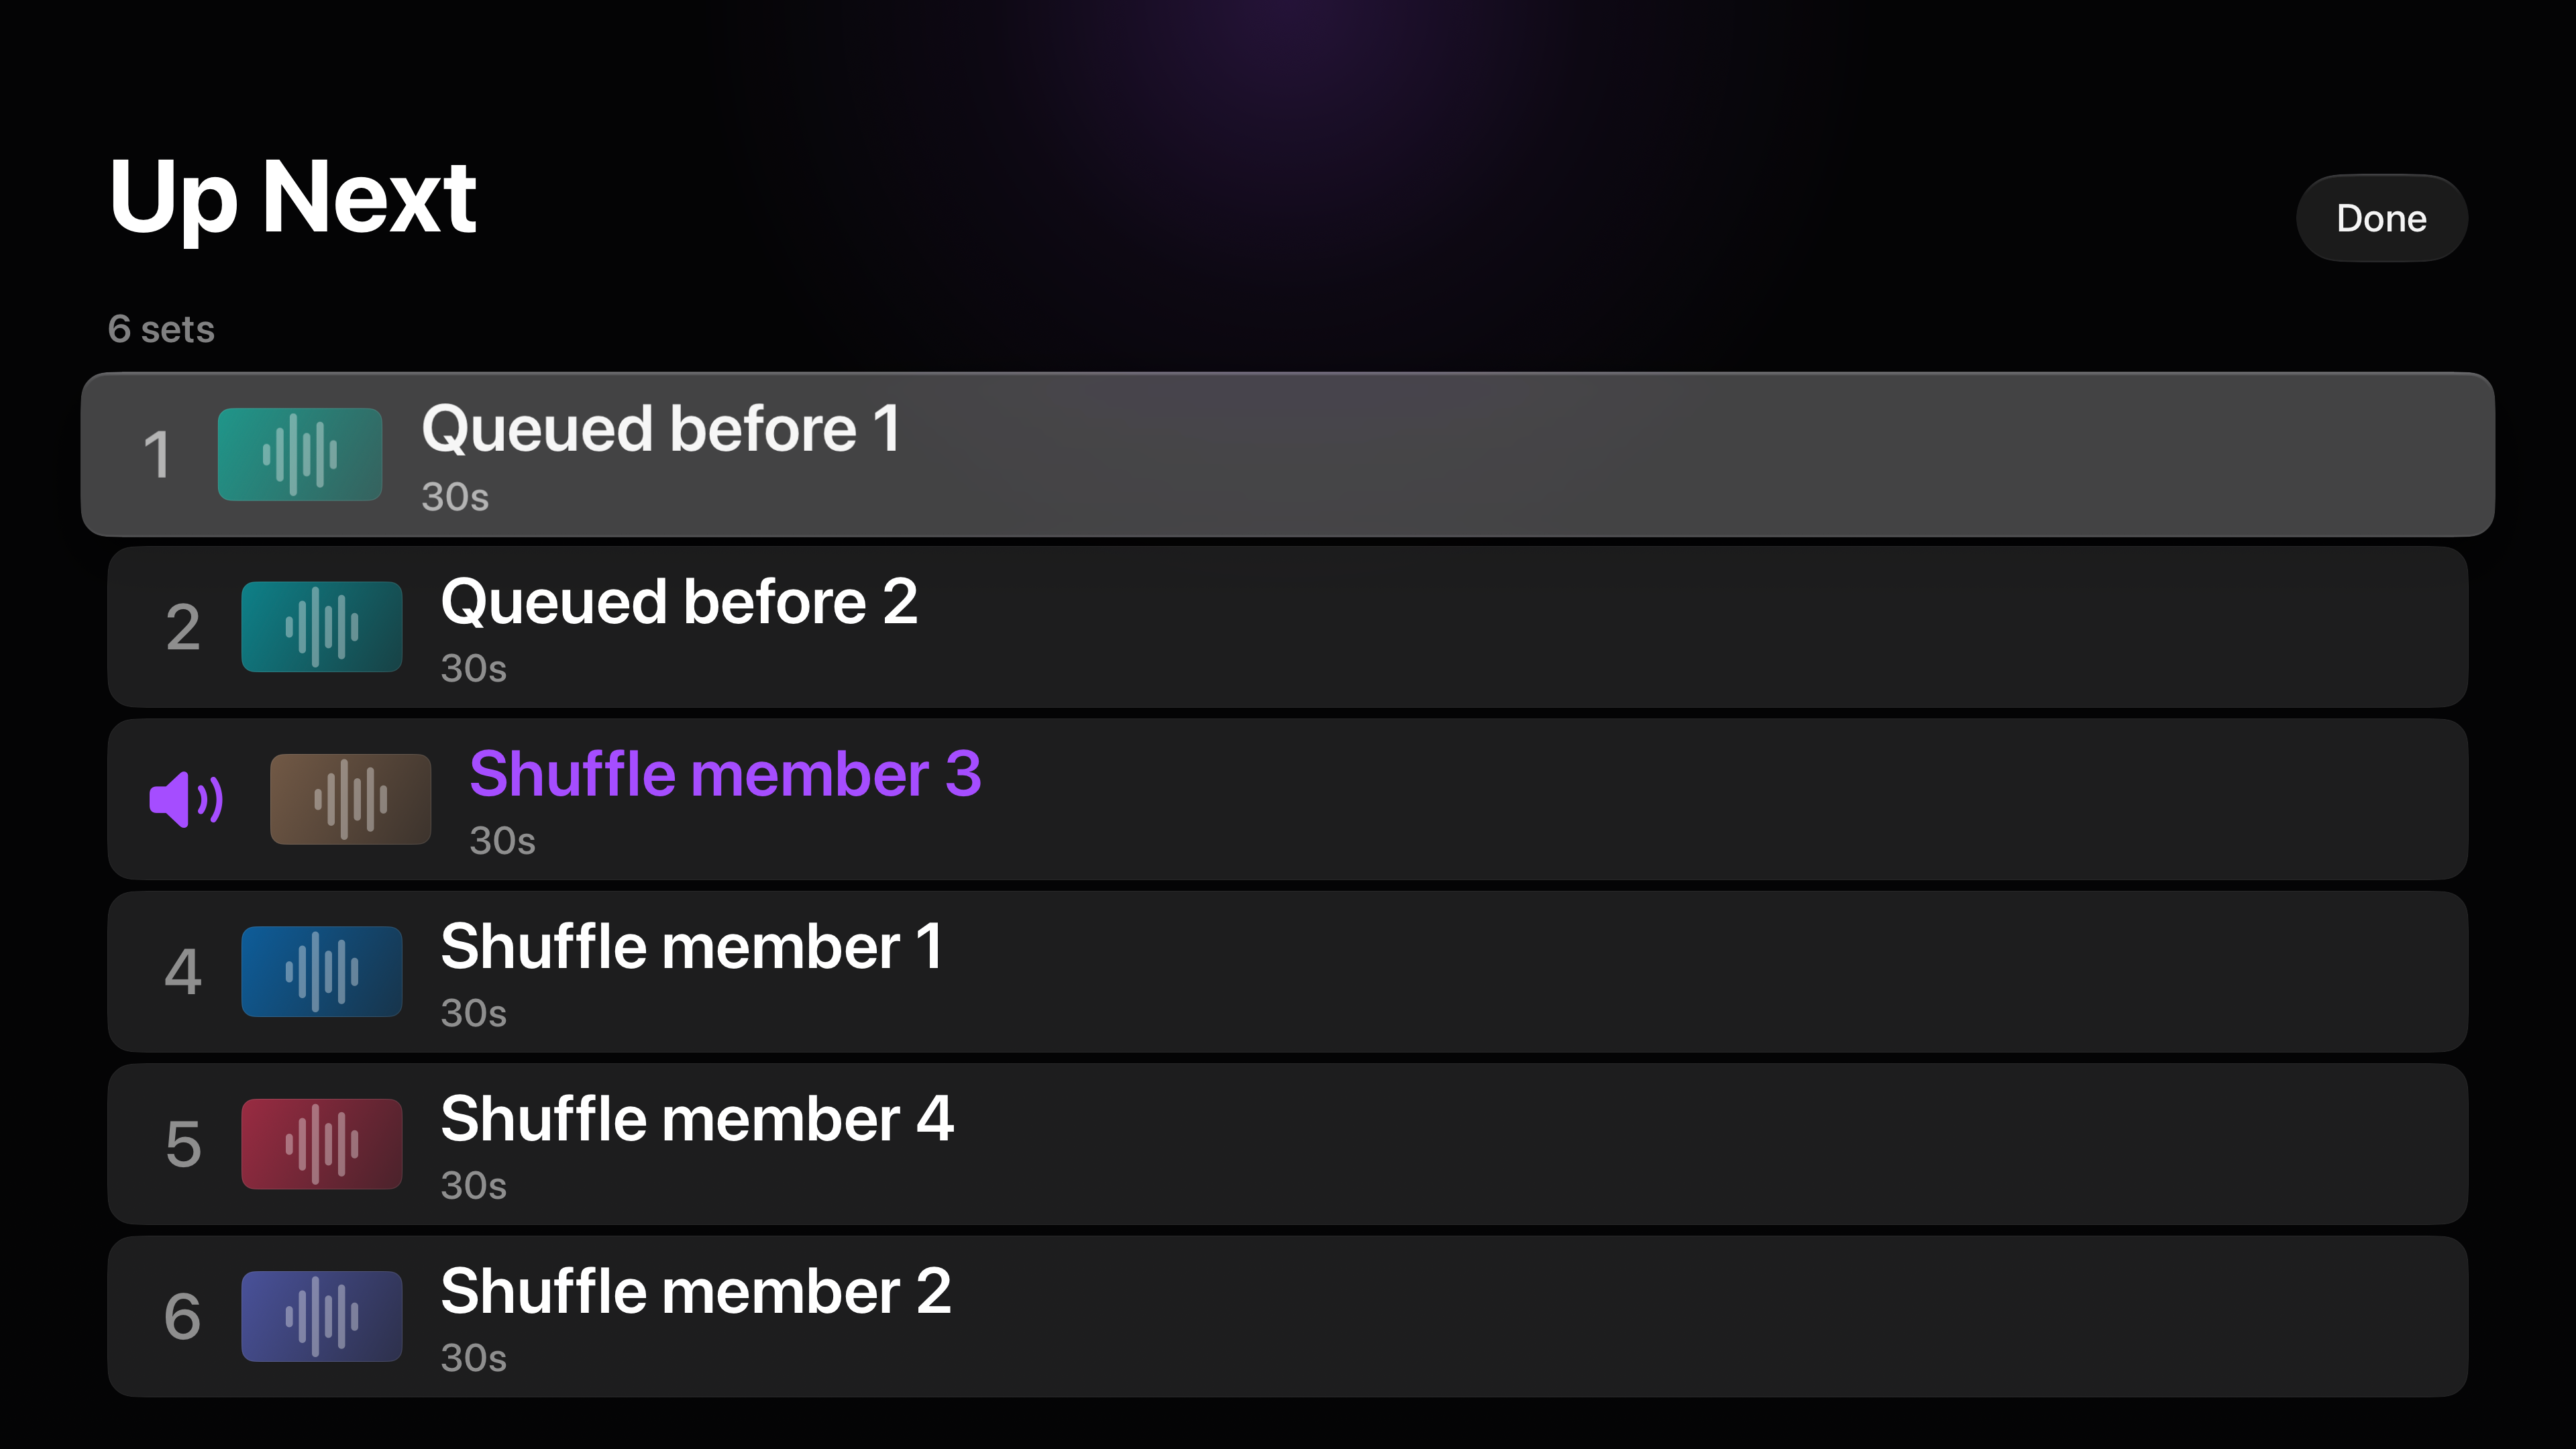 Up Next
Done
6 sets
1
Queued before 1
30s
2
Queued before 2
30s
Shuffle member 3
30s
4
Shuffle member 1
30s
5
Shuffle member 4
30s
6
Shuffle member 2
30s